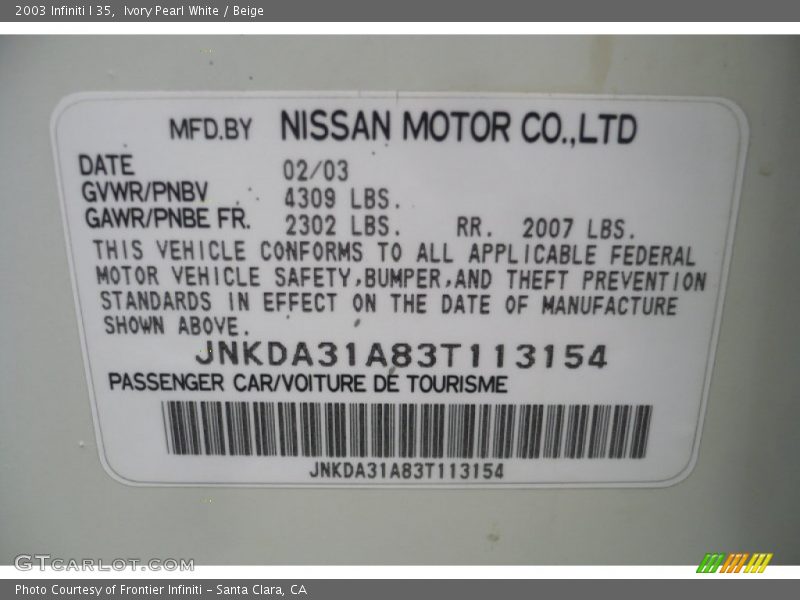 2003 Infiniti I 35,  Ivory Pearl White / Beige
MFD.BY NISSAN MOTOR CO.,LTD
DATE 02/03
GVWR/PNBV 4309 LBS.
GAWR/PNBE FR. 2302 LBS. RR. 2007 LBS.
THIS VEHICLE CONFORMS TO ALL APPLICABLE FEDERAL
MOTOR VEHICLE SAFETY,BUMPER,AND THEFT PREVENTION
STANDARDS IN EFFECT ON THE DATE OF MANUFACTURE
SHOWN ABOVE.
JNKDA31A83T113154
PASSENGER CAR/VOITURE DE TOURISME
JNKDA31A83T113154
GTCARLOT.COM
Photo Courtesy of Frontier Infiniti - Santa Clara, CA